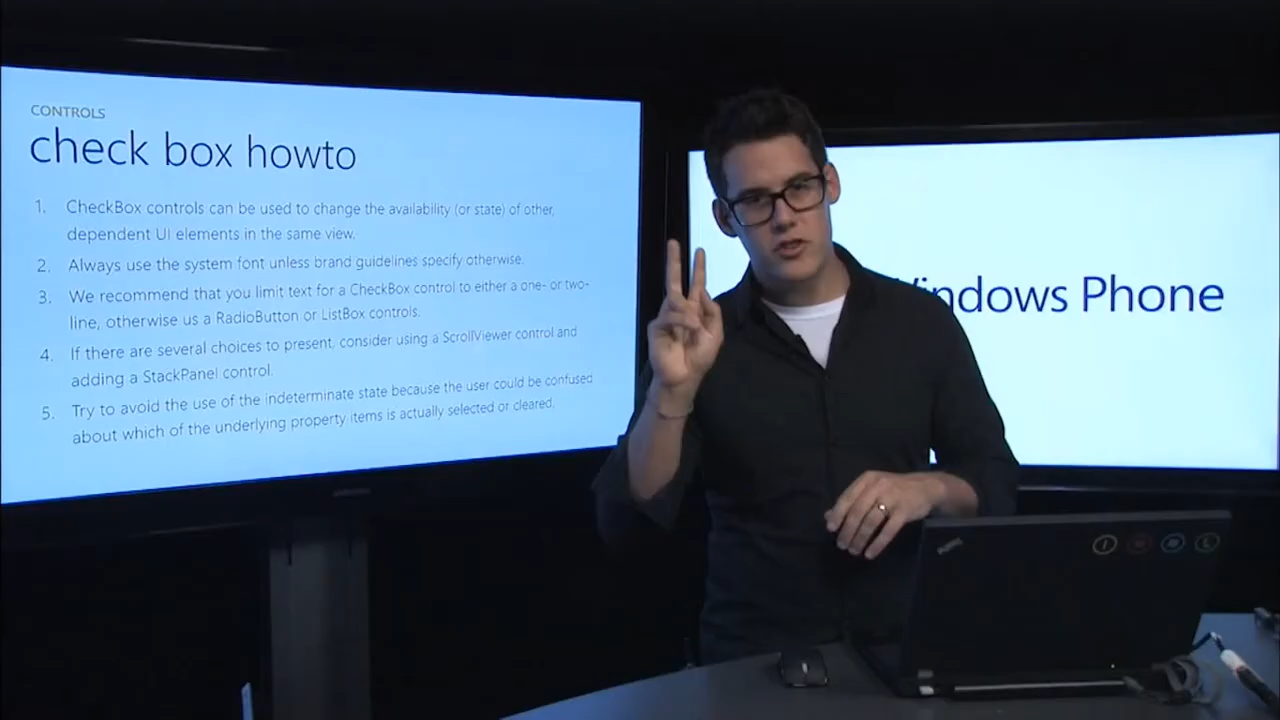 CONTROLS
check box howto
1. CheckBox controls can be used to change the availability (or state) of other,
dependent UI elements in the same view.
2. Always use the system font unless brand guidelines specify otherwise.
3. We recommend that you limit text for a CheckBox control to either a one- or two-
line, otherwise us a RadioButton or ListBox controls.
4. If there are several choices to present, consider using a ScrollViewer control and
adding a StackPanel control.
5. Try to avoid the use of the indeterminate state because the user could be confused
about which of the underlying property items is actually selected or cleared.
indows Phone